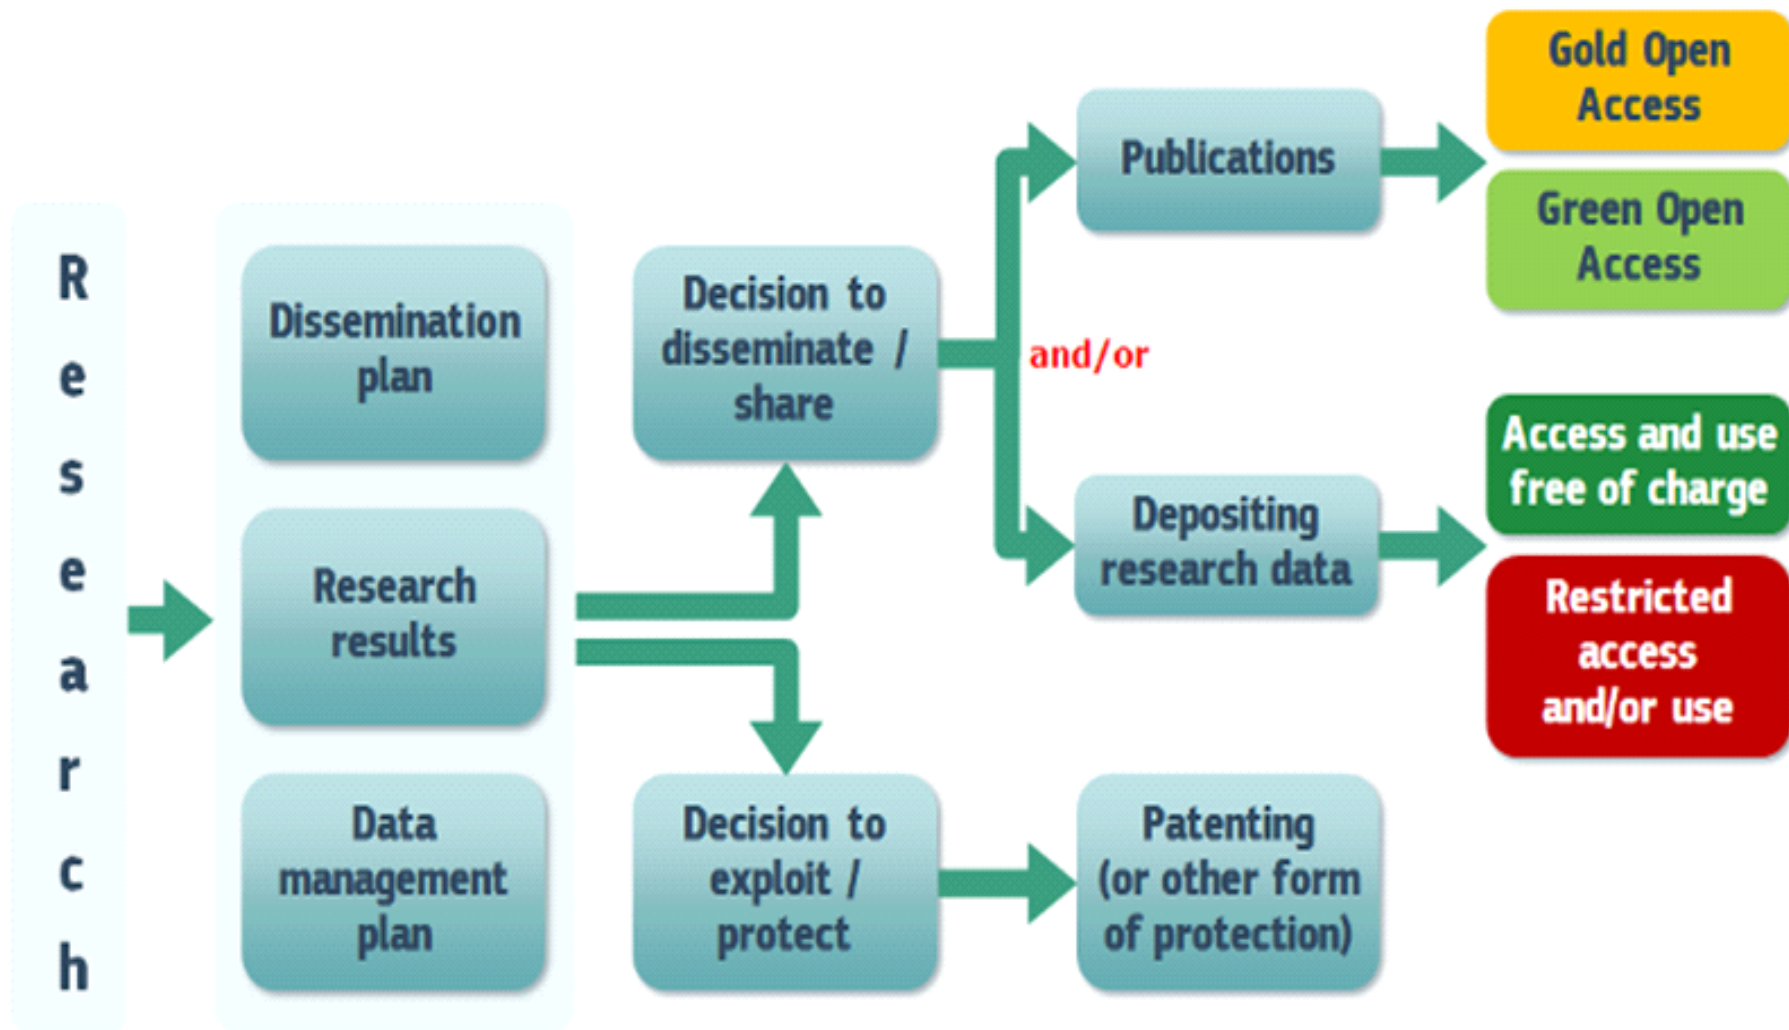 Research
Dissemination
plan
Research
results
Data
management
plan
Decision to
disseminate /
share
Decision to
exploit /
protect
and/or
Publications
Depositing
research data
Patenting
(or other form
of protection)
Gold Open
Access
Green Open
Access
Access and use
free of charge
Restricted
access
and/or use